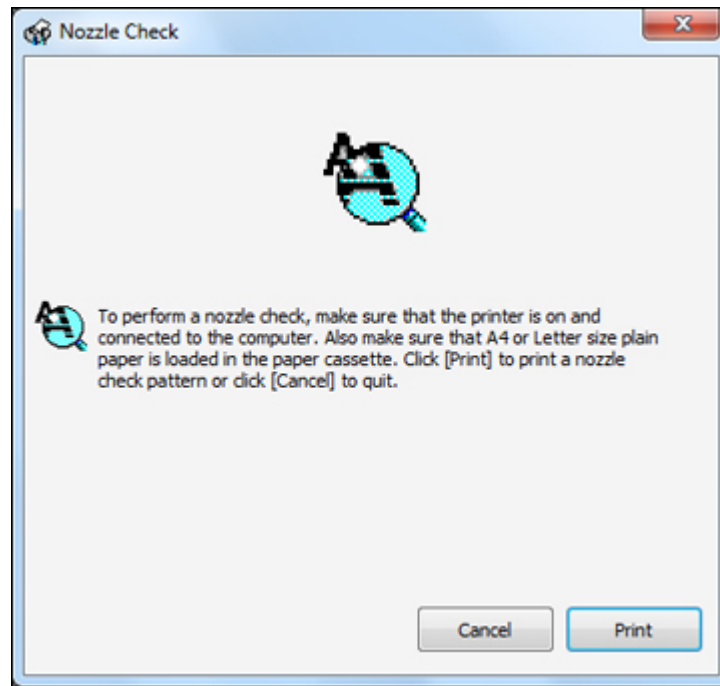 Nozzle Check
To perform a nozzle check, make sure that the printer is on and
connected to the computer. Also make sure that A4 or Letter size plain
paper is loaded in the paper cassette. Click [Print] to print a nozzle
check pattern or click [Cancel] to quit.
Cancel
Print